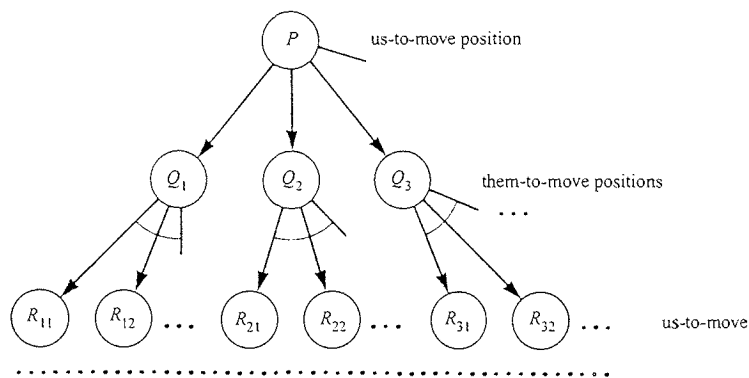 P us-to-move position
Q1 Q2 Q3 them-to-move positions
...
R11 R12 ... R21 R22 ... R31 R32 ... us-to-move